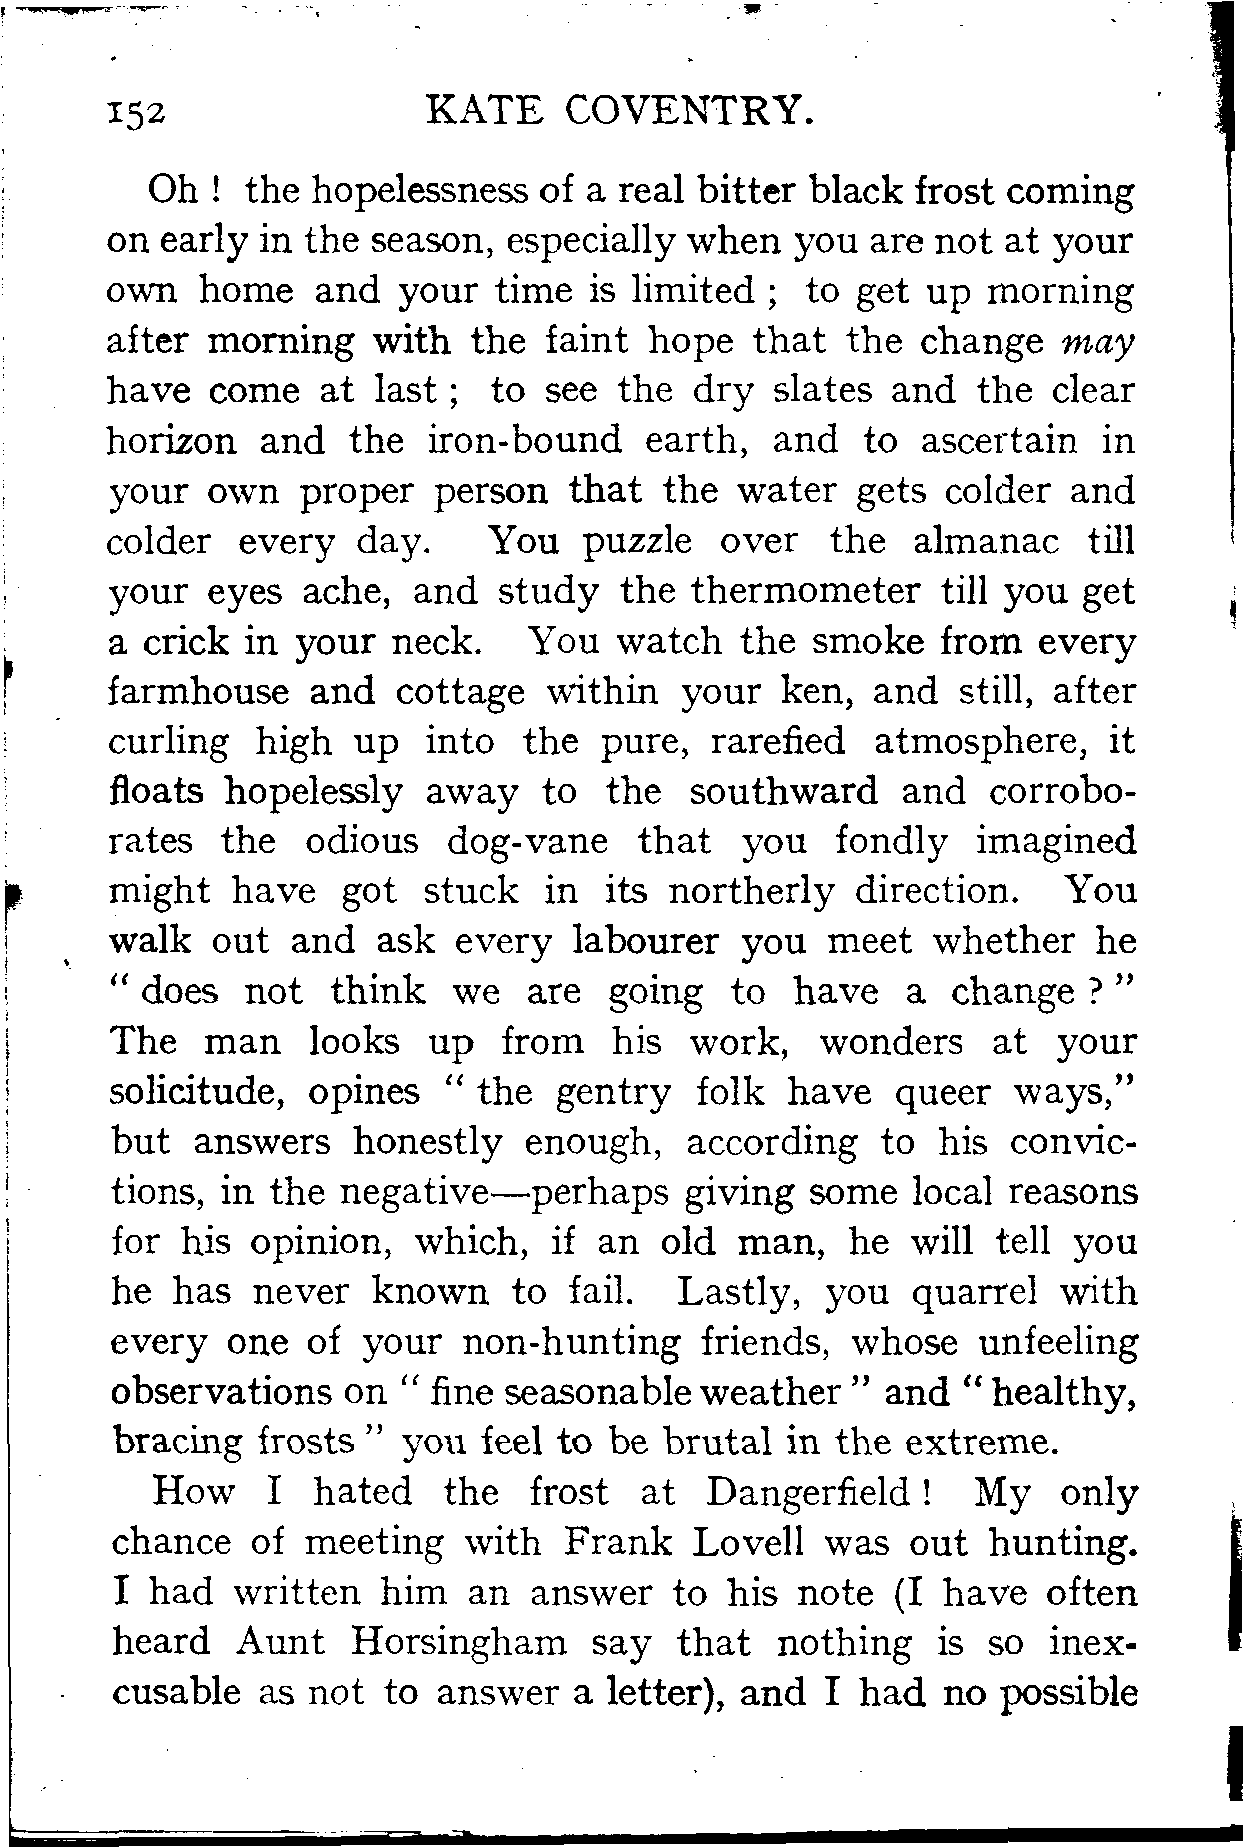 152 KATE COVENTRY.
Oh ! the hopelessness of a real bitter black frost coming
on early in the season, especially when you are not at your
own home and your time is limited ; to get up morning
after morning with the faint hope that the change may
have come at last ; to see the dry slates and the clear
horizon and the iron-bound earth, and to ascertain in
your own proper person that the water gets colder and
colder every day. You puzzle over the almanac till
your eyes ache, and study the thermometer till you get
a crick in your neck. You watch the smoke from every
farmhouse and cottage within your ken, and still, after
curling high up into the pure, rarefied atmosphere, it
floats hopelessly away to the southward and corrobo-
rates the odious dog-vane that you fondly imagined
might have got stuck in its northerly direction. You
walk out and ask every labourer you meet whether he
“ does not think we are going to have a change ? ”
The man looks up from his work, wonders at your
solicitude, opines “ the gentry folk have queer ways,”
but answers honestly enough, according to his convic-
tions, in the negative—perhaps giving some local reasons
for his opinion, which, if an old man, he will tell you
he has never known to fail. Lastly, you quarrel with
every one of your non-hunting friends, whose unfeeling
observations on “ fine seasonable weather ” and “ healthy,
bracing frosts ” you feel to be brutal in the extreme.
How I hated the frost at Dangerfield ! My only
chance of meeting with Frank Lovell was out hunting.
I had written him an answer to his note (I have often
heard Aunt Horsingham say that nothing is so inex-
cusable as not to answer a letter), and I had no possible